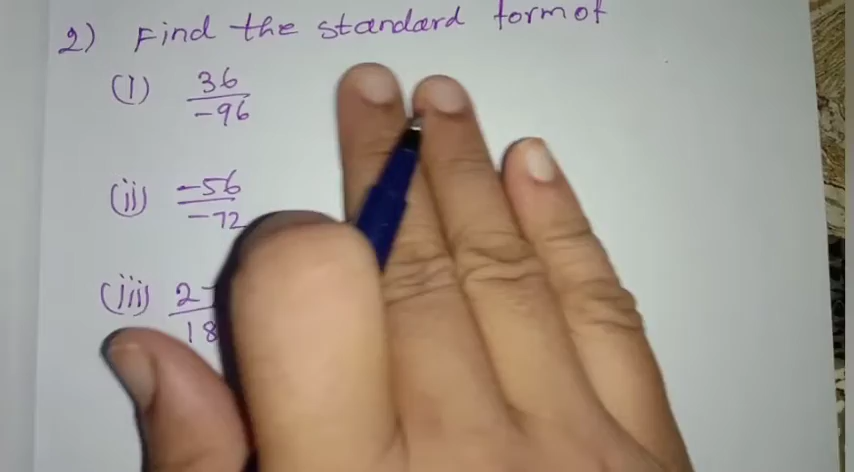 2) Find the standard form of
(i) 36/-96
(ii) -56/-72
(iii)